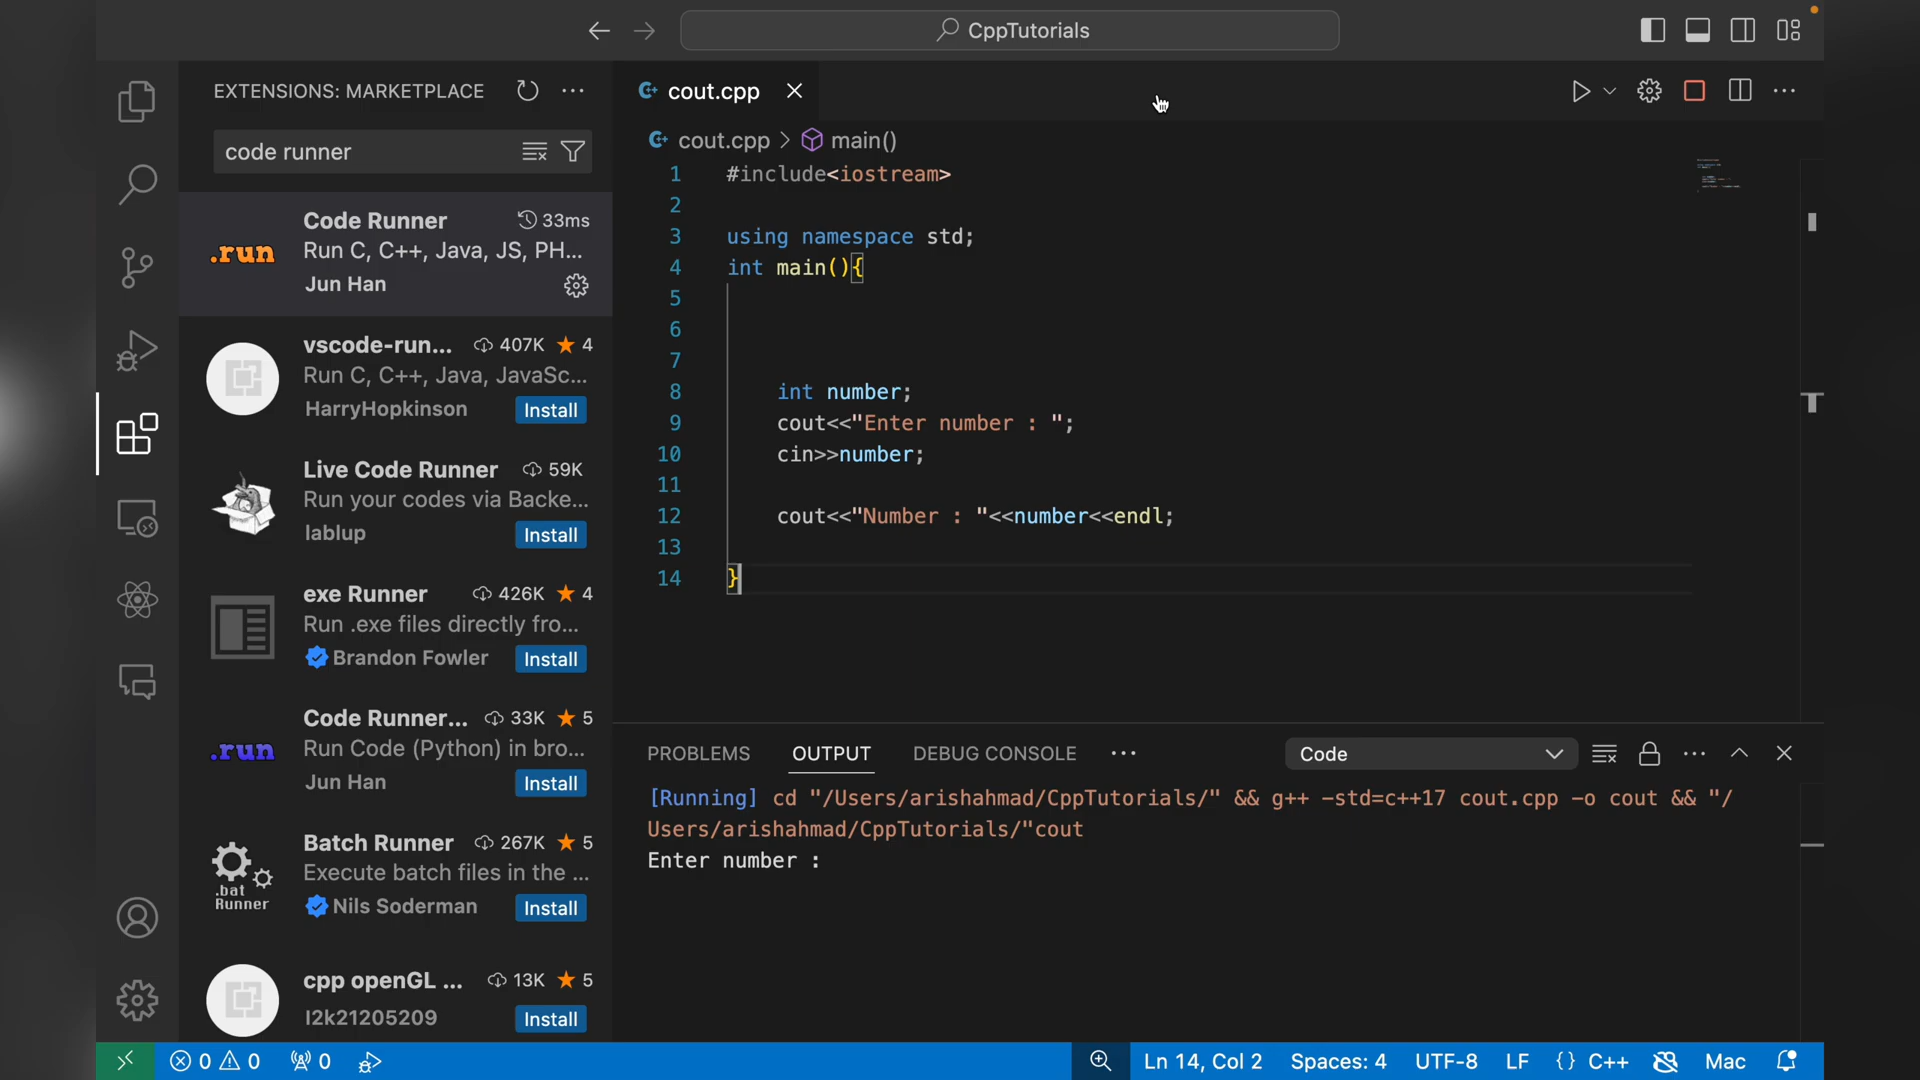 CppTutorials
EXTENSIONS: MARKETPLACE
code runner
.run
Code Runner 33ms
Run C, C++, Java, JS, PH...
Jun Han
vscode-run... 407K 4
Run C, C++, Java, JavaSc...
HarryHopkinson Install
Live Code Runner 59K
Run your codes via Backe...
lablup Install
exe Runner 426K 4
Run .exe files directly fro...
Brandon Fowler Install
.run
Code Runner... 33K 5
Run Code (Python) in bro...
Jun Han Install
.bat
Runner
Batch Runner 267K 5
Execute batch files in the ...
Nils Soderman Install
cpp openGL ... 13K 5
l2k21205209 Install
cout.cpp
cout.cpp > main()
1 #include<iostream>
2
3 using namespace std;
4 int main(){
5
6
7
8 int number;
9 cout<<"Enter number : ";
10 cin>>number;
11
12 cout<<"Number : "<<number<<endl;
13
14 }
PROBLEMS OUTPUT DEBUG CONSOLE ··· Code
[Running] cd "/Users/arishahmad/CppTutorials/" && g++ -std=c++17 cout.cpp -o cout && "/
Users/arishahmad/CppTutorials/"cout
Enter number :
0 0 0 Ln 14, Col 2 Spaces: 4 UTF-8 LF {} C++ Mac